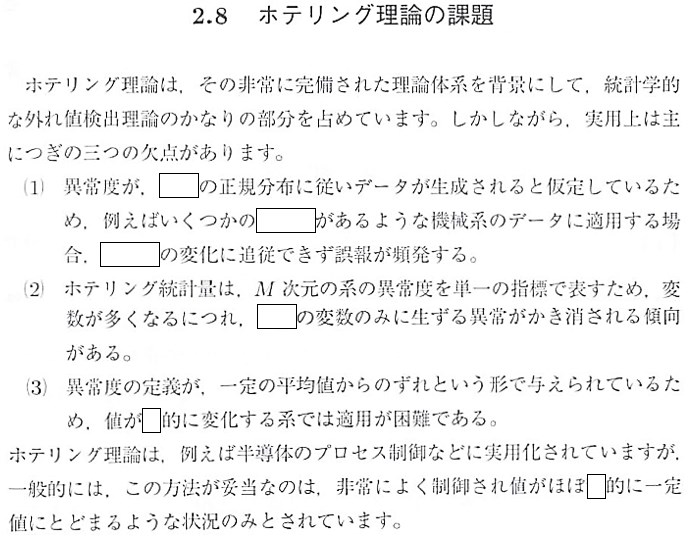 2.8 ホテリング理論の課題
ホテリング理論は，その非常に完備された理論体系を背景にして，統計学的
な外れ値検出理論のかなりの部分を占めています。しかしながら，実用上は主
につぎの三つの欠点があります。
(1) 異常度が，の正規分布に従いデータが生成されると仮定しているた
め，例えばいくつかのがあるような機械系のデータに適用する場
合，の変化に追従できず誤報が頻発する。
(2) ホテリング統計量は，M 次元の系の異常度を単一の指標で表すため，変
数が多くなるにつれ，の変数のみに生ずる異常がかき消される傾向
がある。
(3) 異常度の定義が，一定の平均値からのずれという形で与えられているた
め，値が的に変化する系では適用が困難である。
ホテリング理論は，例えば半導体のプロセス制御などに実用化されていますが，
一般的には，この方法が妥当なのは，非常によく制御され値がほぼ的に一定
値にとどまるような状況のみとされています。